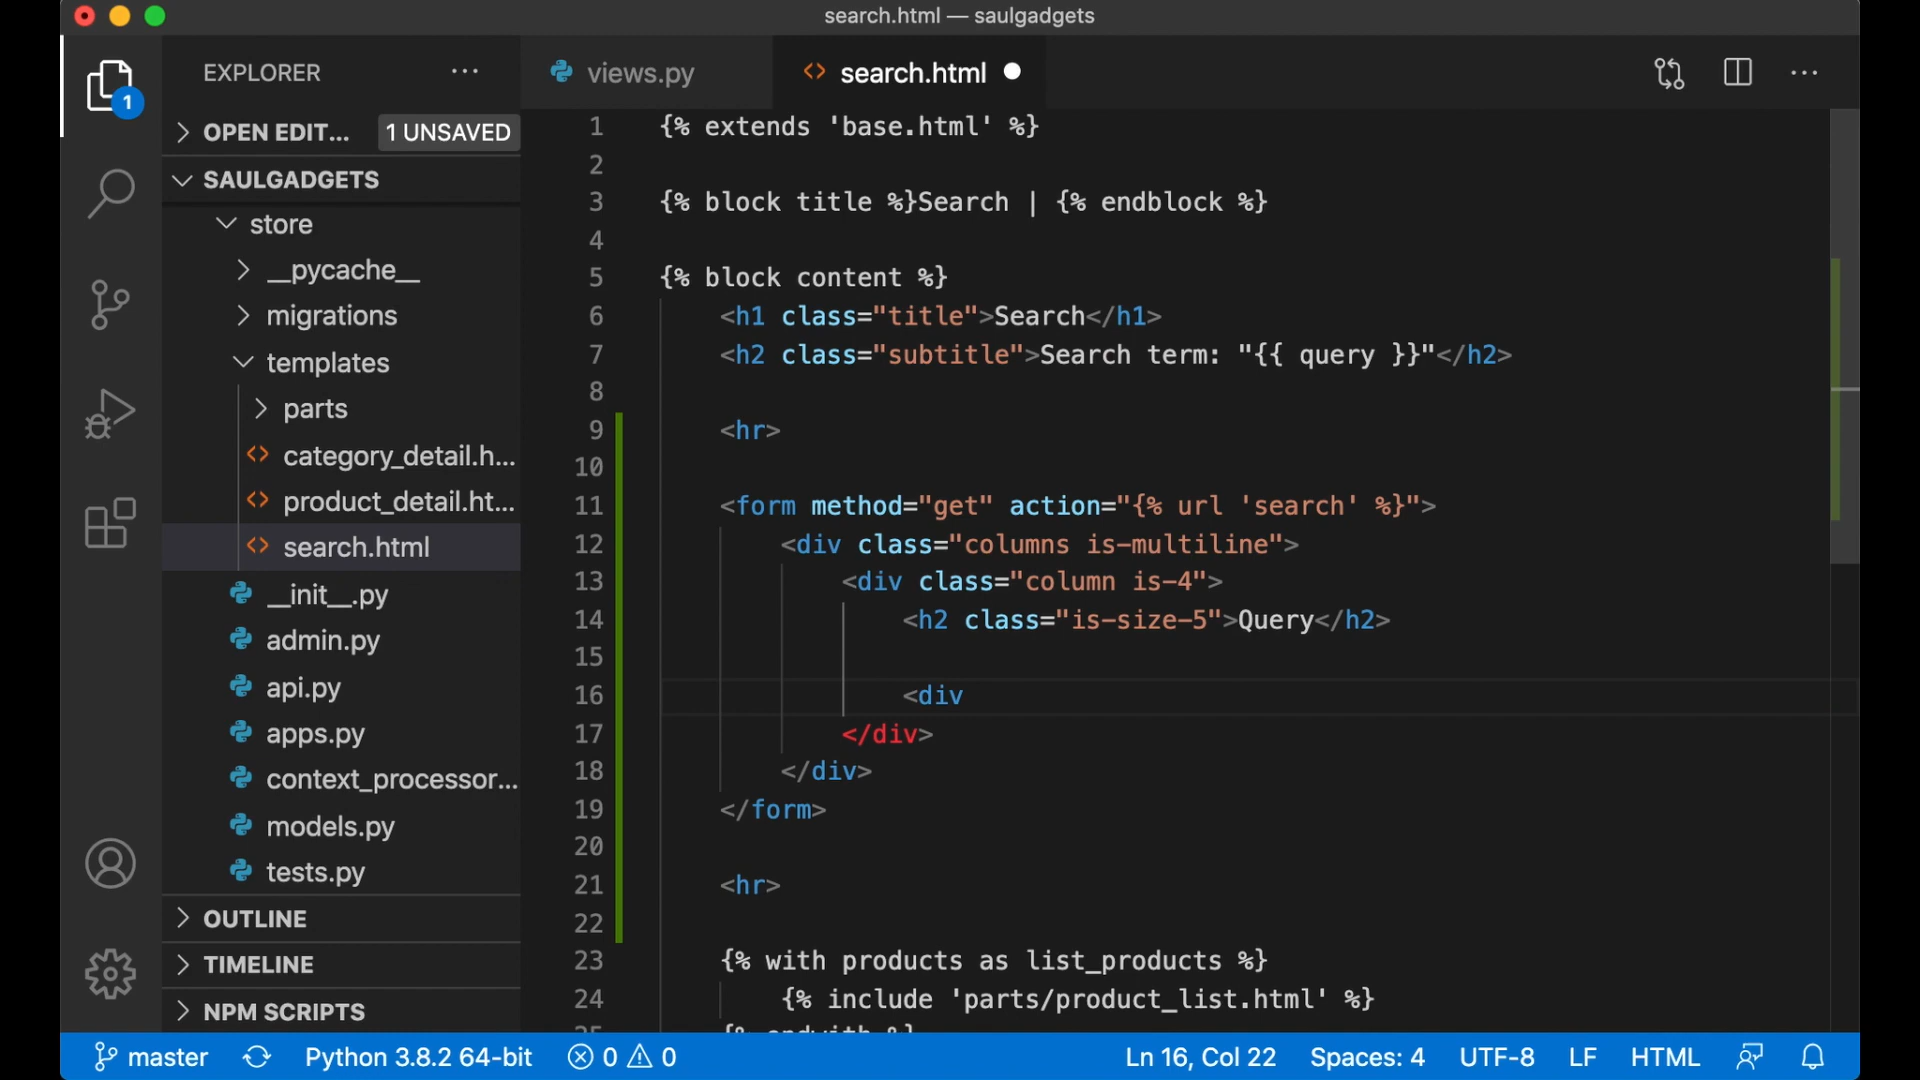 search.html — saulgadgets
EXPLORER
views.py
search.html
1
OPEN EDIT...
1 UNSAVED
SAULGADGETS
store
__pycache__
migrations
templates
parts
category_detail.h...
product_detail.ht...
search.html
__init__.py
admin.py
api.py
apps.py
context_processor...
models.py
tests.py
OUTLINE
TIMELINE
NPM SCRIPTS
1 {% extends 'base.html' %}
2
3 {% block title %}Search | {% endblock %}
4
5 {% block content %}
6 <h1 class="title">Search</h1>
7 <h2 class="subtitle">Search term: "{{ query }}"</h2>
8
9 <hr>
10
11 <form method="get" action="{% url 'search' %}">
12 <div class="columns is-multiline">
13 <div class="column is-4">
14 <h2 class="is-size-5">Query</h2>
15
16 <div
17 </div>
18 </div>
19 </form>
20
21 <hr>
22
23 {% with products as list_products %}
24 {% include 'parts/product_list.html' %}
25 {% endwith %}
master
Python 3.8.2 64-bit
0
0
Ln 16, Col 22
Spaces: 4
UTF-8
LF
HTML